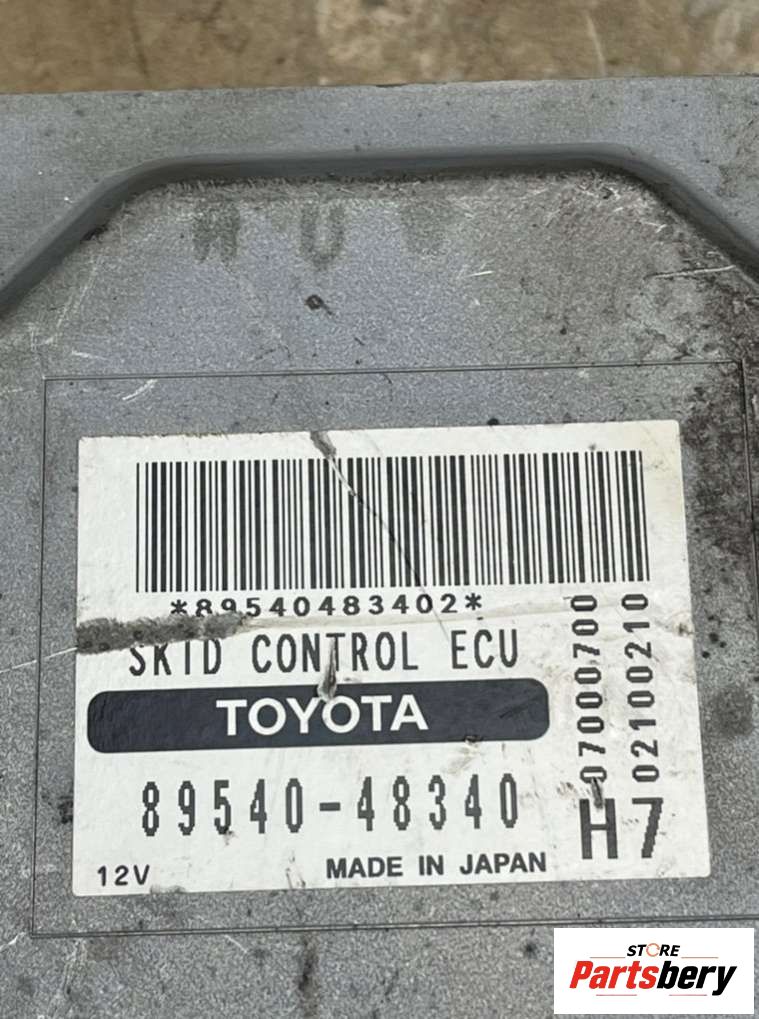 *89540483402*
SKID CONTROL ECU
TOYOTA
89540-48340
12V
MADE IN JAPAN
07000700
02100210
H7
STORE
Partsbery